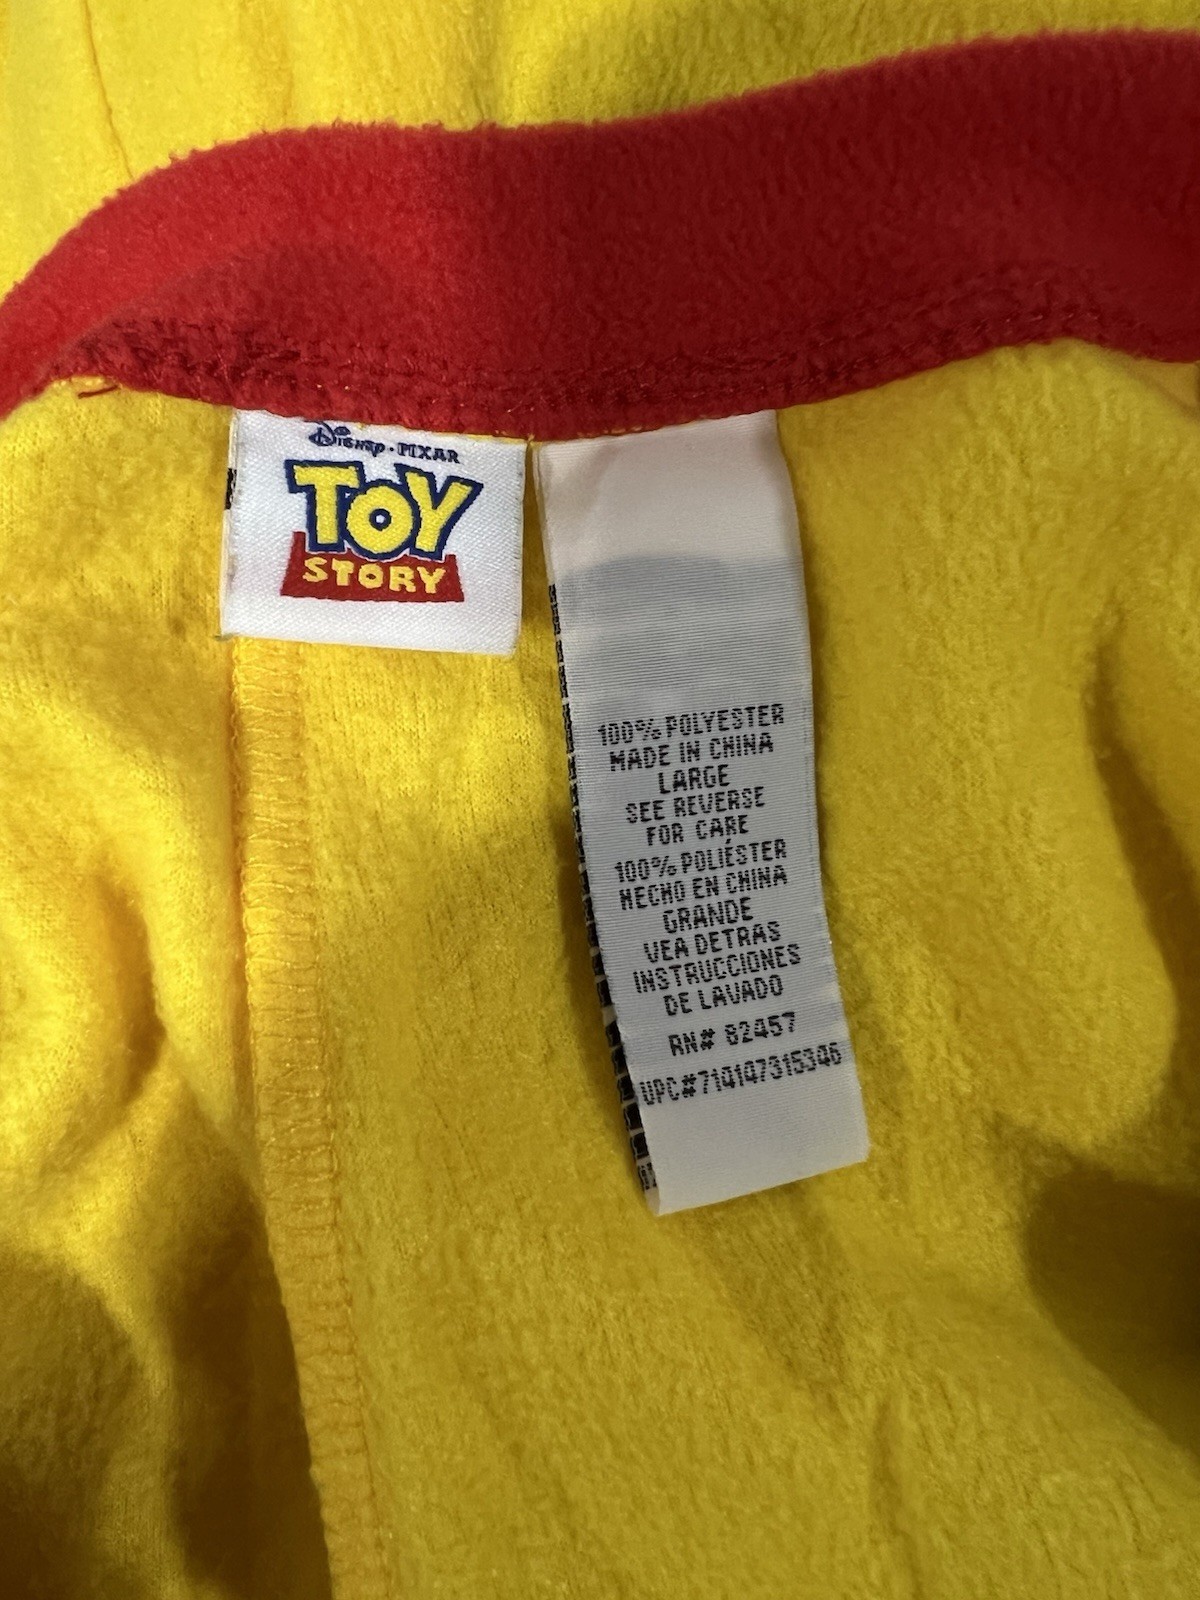 Disney · PIXAR
TOY
STORY
100% POLYESTER
MADE IN CHINA
LARGE
SEE REVERSE
FOR CARE
100% POLIÉSTER
HECHO EN CHINA
GRANDE
VEA DETRAS
INSTRUCCIONES
DE LAVADO
RN# 82457
UPC#714147315346